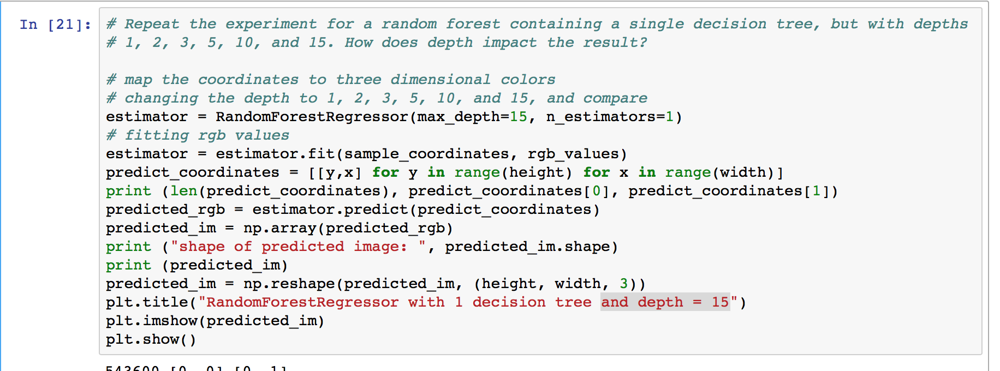 In [21]:
# Repeat the experiment for a random forest containing a single decision tree, but with depths
# 1, 2, 3, 5, 10, and 15. How does depth impact the result?
# map the coordinates to three dimensional colors
# changing the depth to 1, 2, 3, 5, 10, and 15, and compare
estimator = RandomForestRegressor(max_depth=15, n_estimators=1)
# fitting rgb values
estimator = estimator.fit(sample_coordinates, rgb_values)
predict_coordinates = [[y,x] for y in range(height) for x in range(width)]
print (len(predict_coordinates), predict_coordinates[0], predict_coordinates[1])
predicted_rgb = estimator.predict(predict_coordinates)
predicted_im = np.array(predicted_rgb)
print ("shape of predicted image: ", predicted_im.shape)
print (predicted_im)
predicted_im = np.reshape(predicted_im, (height, width, 3))
plt.title("RandomForestRegressor with 1 decision tree and depth = 15")
plt.imshow(predicted_im)
plt.show()
543600 [0, 0] [0, 1]